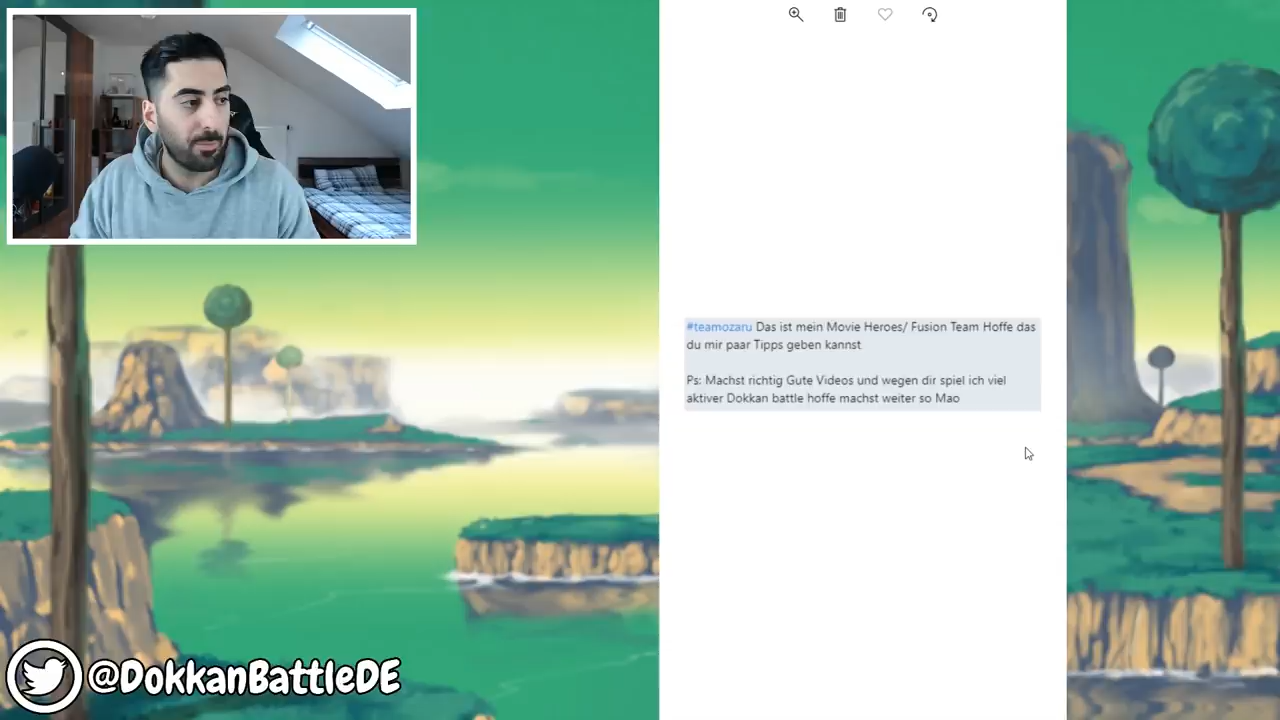 #teamozaru Das ist mein Movie Heroes/ Fusion Team Hoffe das
du mir paar Tipps geben kannst
Ps: Machst richtig Gute Videos und wegen dir spiel ich viel
aktiver Dokkan battle hoffe machst weiter so Mao
@DokkanBattleDE